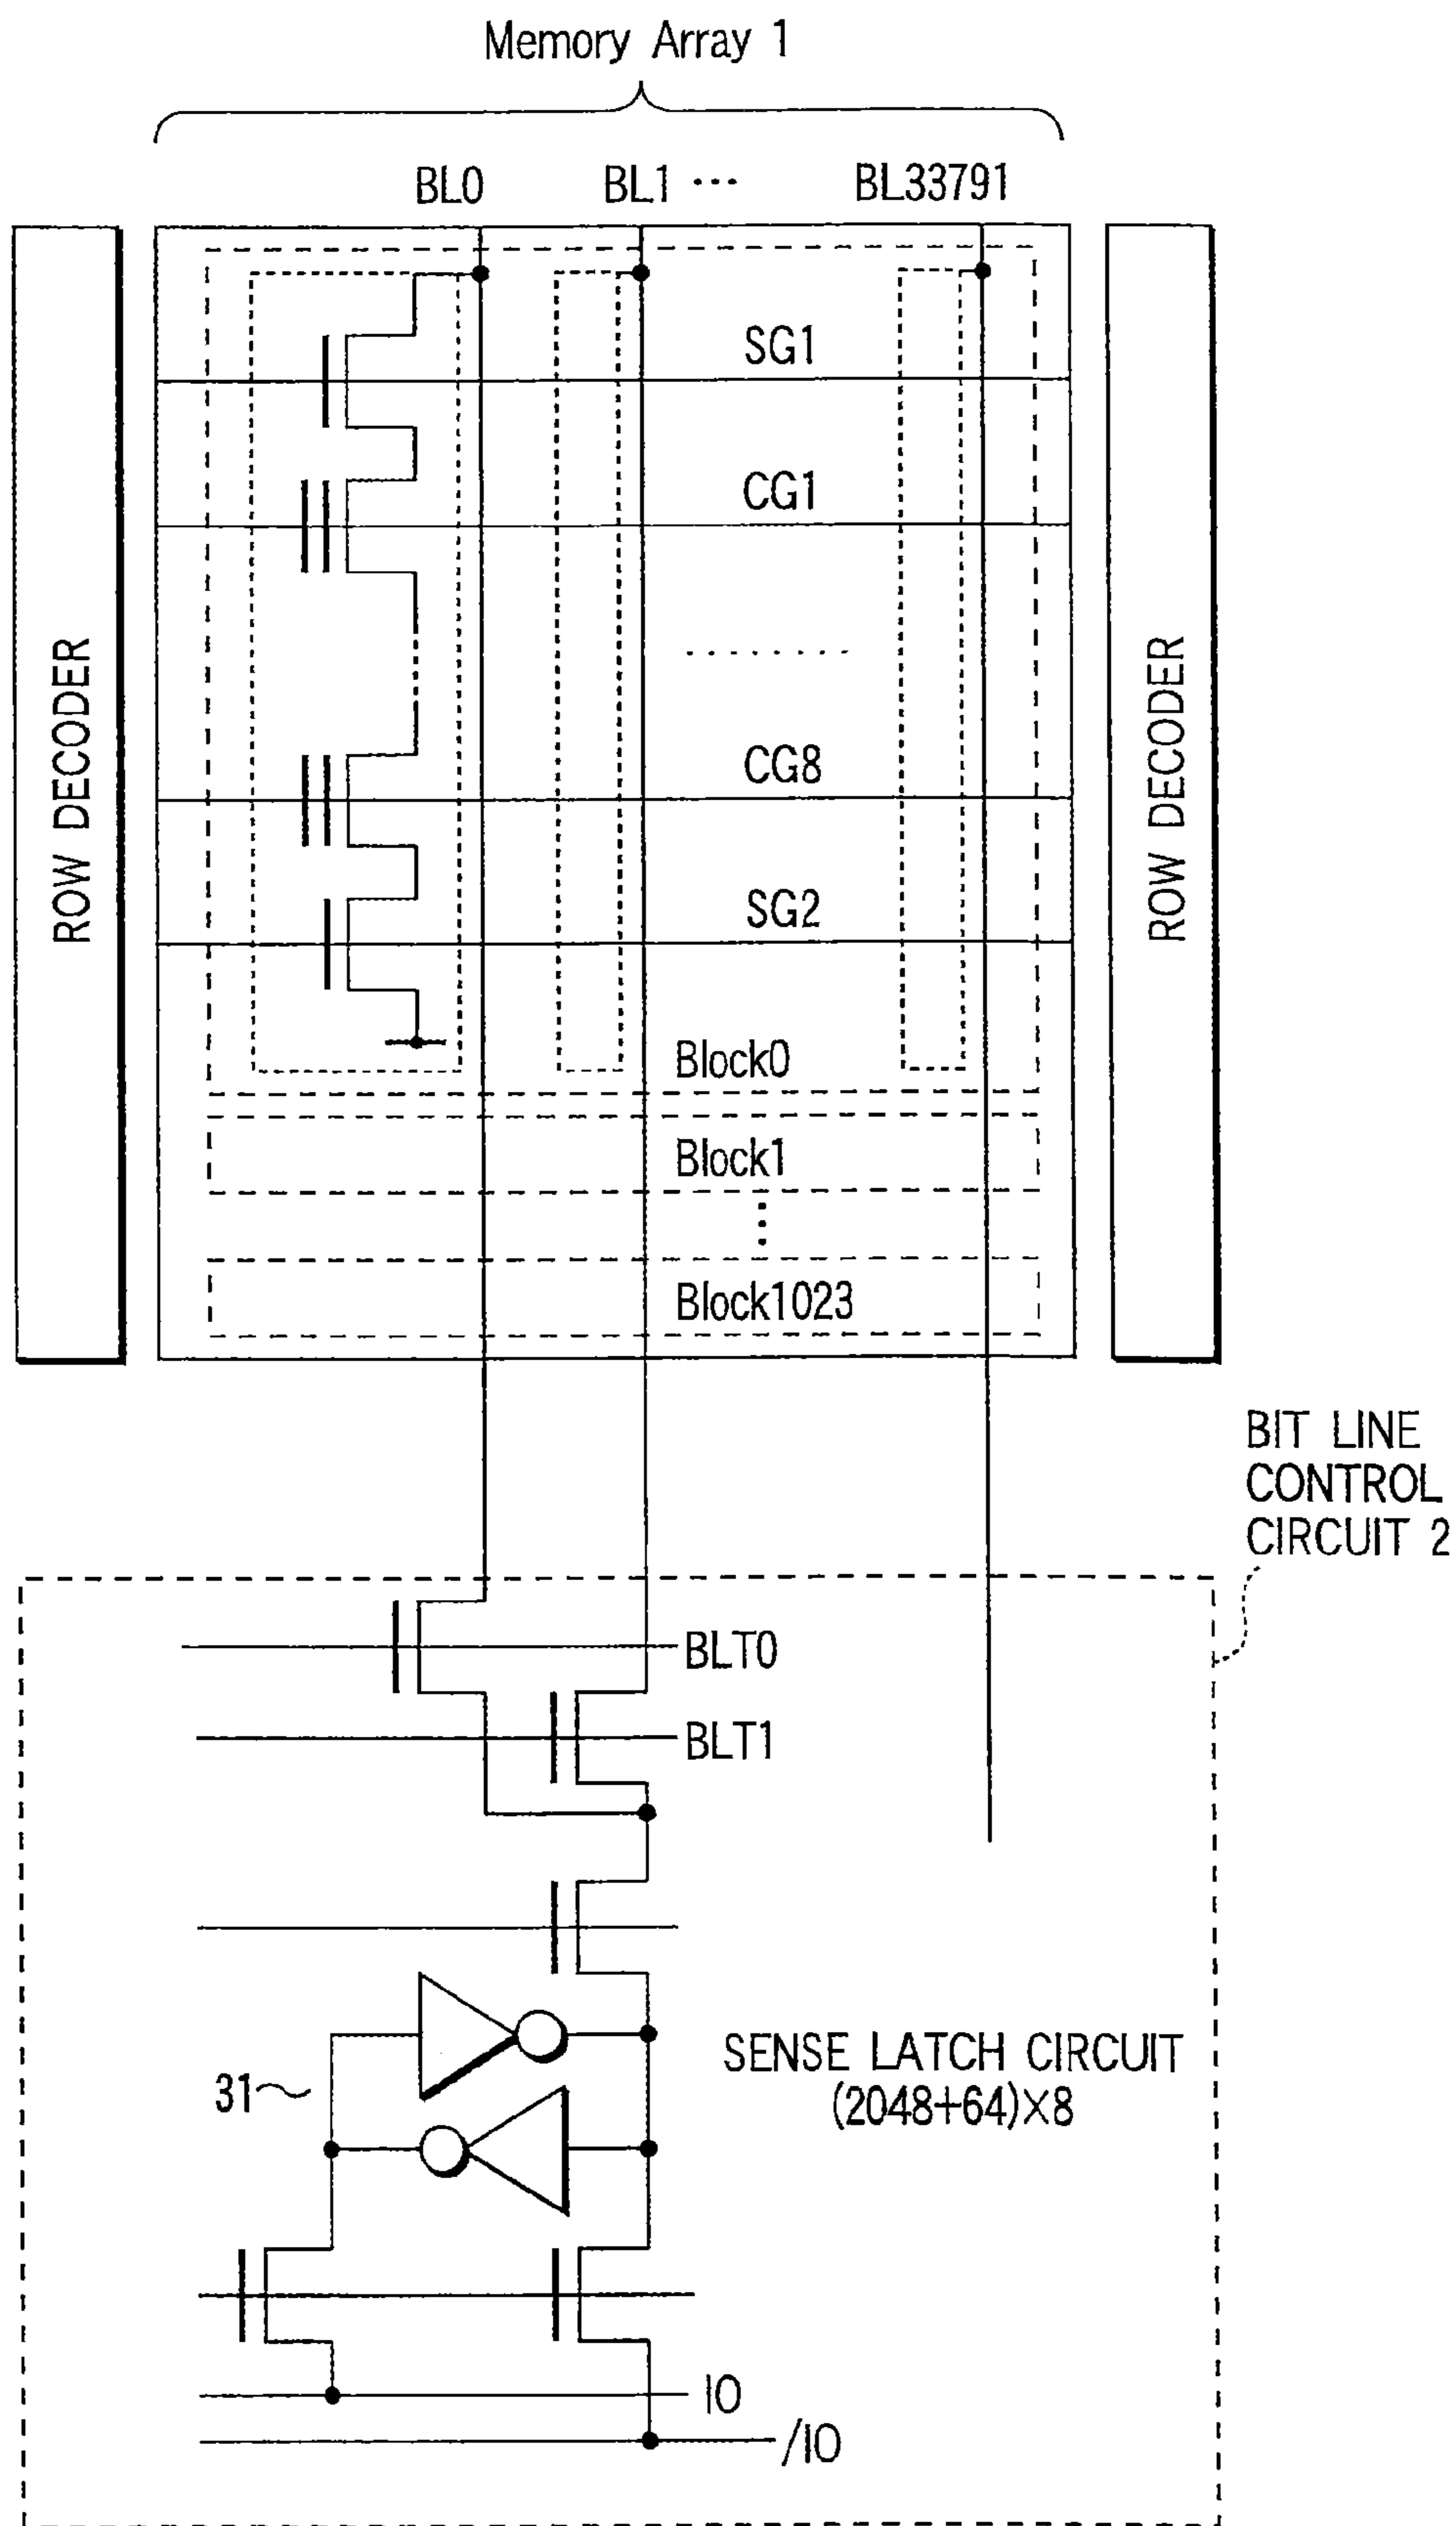 Memory Array 1
BL0 BL1 ··· BL33791
SG1
CG1
·········
CG8
SG2
Block0
Block1
Block1023
ROW DECODER
ROW DECODER
BIT LINE
CONTROL
CIRCUIT 2
BLT0
BLT1
SENSE LATCH CIRCUIT
(2048+64)×8
31
IO
/IO